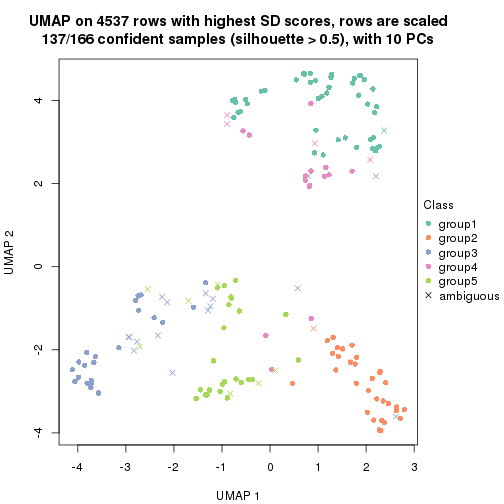 UMAP on 4537 rows with highest SD scores, rows are scaled
137/166 confident samples (silhouette > 0.5), with 10 PCs
4
2
0
-2
-4
UMAP 2
-4
-3
-2
-1
0
1
2
3
UMAP 1
Class
group1
group2
group3
group4
group5
ambiguous